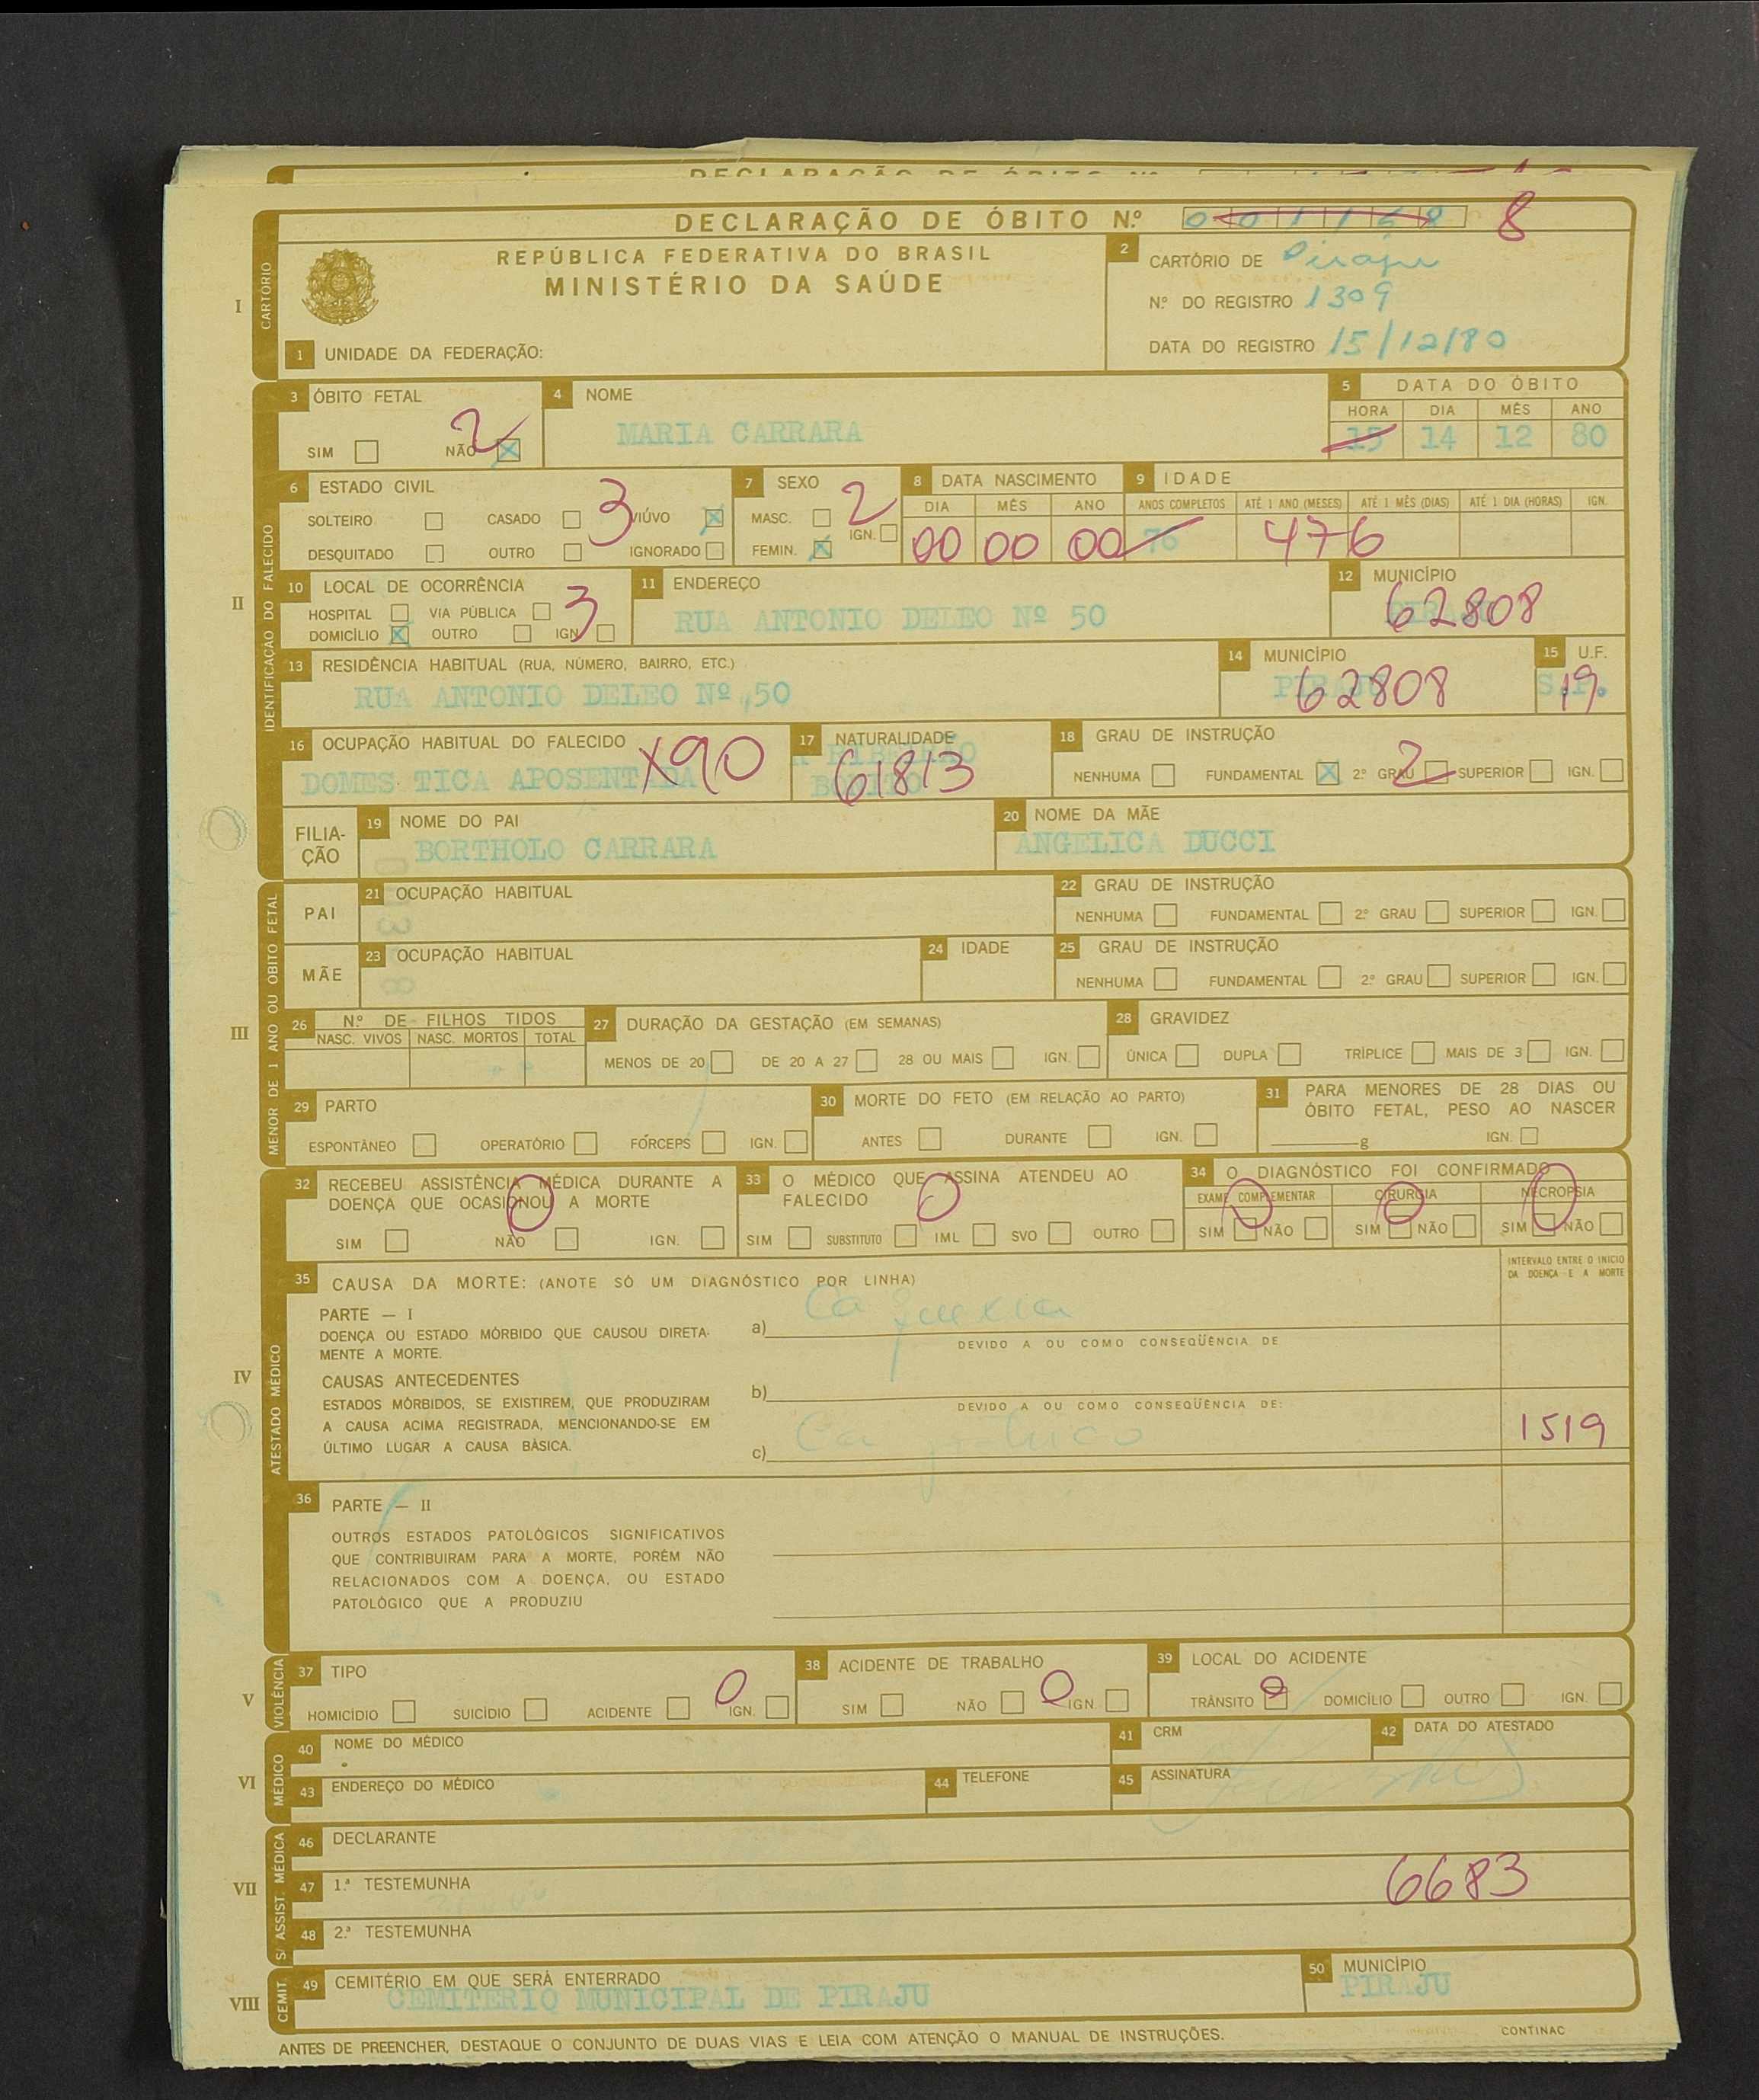 DECLARAÇÃO DE ÓBITO N.º 8
I
CARTÓRIO
REPÚBLICA FEDERATIVA DO BRASIL
MINISTÉRIO DA SAÚDE
1 UNIDADE DA FEDERAÇÃO:
2 CARTÓRIO DE Piraju
N.º DO REGISTRO 1309
DATA DO REGISTRO 15/12/80
II
IDENTIFICAÇÃO DO FALECIDO
3 ÓBITO FETAL
SIM NÃO X 2
4 NOME
MARIA CARRARA
5 DATA DO ÓBITO
HORA DIA MÊS ANO
15 14 12 80
6 ESTADO CIVIL
SOLTEIRO CASADO VIÚVO X 3
DESQUITADO OUTRO IGNORADO
7 SEXO
MASC. 2
FEMIN. X IGN.
8 DATA NASCIMENTO
DIA MÊS ANO
00 00 00
9 IDADE
ANOS COMPLETOS ATÉ 1 ANO (MESES) ATÉ 1 MÊS (DIAS) ATÉ 1 DIA (HORAS) IGN.
76 476
10 LOCAL DE OCORRÊNCIA
HOSPITAL VIA PÚBLICA 3
DOMICÍLIO X OUTRO IGN.
11 ENDEREÇO
RUA ANTONIO DELEO Nº 50
12 MUNICÍPIO
PIRAJU 62808
13 RESIDÊNCIA HABITUAL (RUA, NÚMERO, BAIRRO, ETC.)
RUA ANTONIO DELEO Nº, 50
14 MUNICÍPIO
PIRAJU 62808
15 U.F.
S.P. 19
16 OCUPAÇÃO HABITUAL DO FALECIDO
DOMES TICA APOSENTADA X90
17 NATURALIDADE
RIBEIRÃO
BONITO 61813
18 GRAU DE INSTRUÇÃO
NENHUMA FUNDAMENTAL X 2º GRAU 2 SUPERIOR IGN.
FILIA-
ÇÃO
19 NOME DO PAI
BORTHOLO CARRARA
20 NOME DA MÃE
ANGELICA DUCCI
III
MENOR DE 1 ANO OU ÓBITO FETAL
PAI
21 OCUPAÇÃO HABITUAL
22 GRAU DE INSTRUÇÃO
NENHUMA FUNDAMENTAL 2º GRAU SUPERIOR IGN.
MÃE
23 OCUPAÇÃO HABITUAL
24 IDADE
25 GRAU DE INSTRUÇÃO
NENHUMA FUNDAMENTAL 2º GRAU SUPERIOR IGN.
26 N.º DE FILHOS TIDOS
NASC. VIVOS NASC. MORTOS TOTAL
27 DURAÇÃO DA GESTAÇÃO (EM SEMANAS)
MENOS DE 20 DE 20 A 27 28 OU MAIS IGN.
28 GRAVIDEZ
ÚNICA DUPLA TRÍPLICE MAIS DE 3 IGN.
29 PARTO
ESPONTÂNEO OPERATÓRIO FÓRCEPS IGN.
30 MORTE DO FETO (EM RELAÇÃO AO PARTO)
ANTES DURANTE IGN.
31 PARA MENORES DE 28 DIAS OU
ÓBITO FETAL, PESO AO NASCER
g IGN.
IV
ATESTADO MÉDICO
32 RECEBEU ASSISTÊNCIA MÉDICA DURANTE A
DOENÇA QUE OCASIONOU A MORTE
0
SIM NÃO IGN.
33 O MÉDICO QUE ASSINA ATENDEU AO
FALECIDO
0
SIM SUBSTITUTO IML SVO OUTRO
34 O DIAGNÓSTICO FOI CONFIRMADO
EXAME COMPLEMENTAR CIRURGIA NECROPSIA
0 0 0
SIM NÃO SIM NÃO SIM NÃO
35 CAUSA DA MORTE: (ANOTE SÓ UM DIAGNÓSTICO POR LINHA)
INTERVALO ENTRE O INÍCIO
DA DOENÇA E A MORTE
PARTE — I
DOENÇA OU ESTADO MÓRBIDO QUE CAUSOU DIRETA-
MENTE A MORTE.
a) Caquexia
DEVIDO A OU COMO CONSEQÜÊNCIA DE
CAUSAS ANTECEDENTES
ESTADOS MÓRBIDOS, SE EXISTIREM, QUE PRODUZIRAM
A CAUSA ACIMA REGISTRADA, MENCIONANDO-SE EM
ÚLTIMO LUGAR A CAUSA BÁSICA.
b)
DEVIDO A OU COMO CONSEQÜÊNCIA DE:
c) Ca
1519
36 PARTE — II
OUTROS ESTADOS PATOLÓGICOS SIGNIFICATIVOS
QUE CONTRIBUIRAM PARA A MORTE, PORÉM NÃO
RELACIONADOS COM A DOENÇA, OU ESTADO
PATOLÓGICO QUE A PRODUZIU
V
VIOLÊNCIA
37 TIPO
HOMICÍDIO SUICÍDIO ACIDENTE 0 IGN.
38 ACIDENTE DE TRABALHO
SIM NÃO 0 IGN.
39 LOCAL DO ACIDENTE
TRÂNSITO 0 DOMICÍLIO OUTRO IGN.
VI
MÉDICO
40 NOME DO MÉDICO
41 CRM
42 DATA DO ATESTADO
43 ENDEREÇO DO MÉDICO
44 TELEFONE
45 ASSINATURA
VII
S/ ASSIST. MÉDICA
46 DECLARANTE
47 1.ª TESTEMUNHA
6683
48 2.ª TESTEMUNHA
VIII
CEMIT.
49 CEMITÉRIO EM QUE SERÁ ENTERRADO
CEMITERIO MUNICIPAL DE PIRAJU
50 MUNICÍPIO
PIRAJU
ANTES DE PREENCHER, DESTAQUE O CONJUNTO DE DUAS VIAS E LEIA COM ATENÇÃO O MANUAL DE INSTRUÇÕES.
CONTINAC